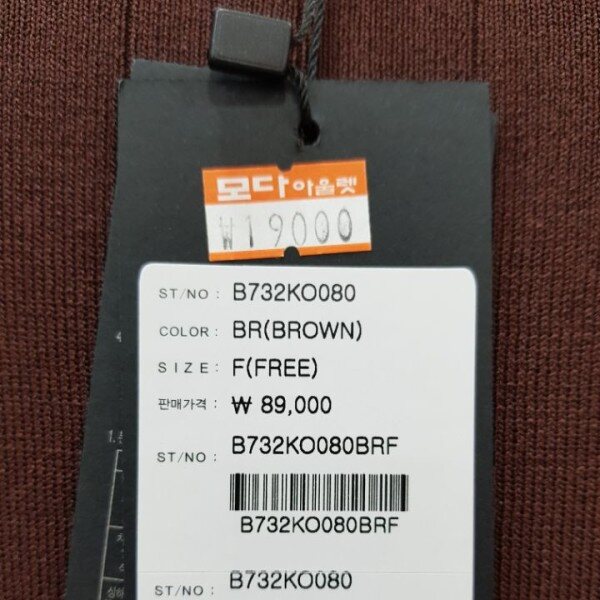 모다아울렛
₩19000
ST/NO : B732KO080
COLOR : BR(BROWN)
SIZE : F(FREE)
판매가격 : ₩ 89,000
ST/NO : B732KO080BRF
B732KO080BRF
ST/NO : B732KO080